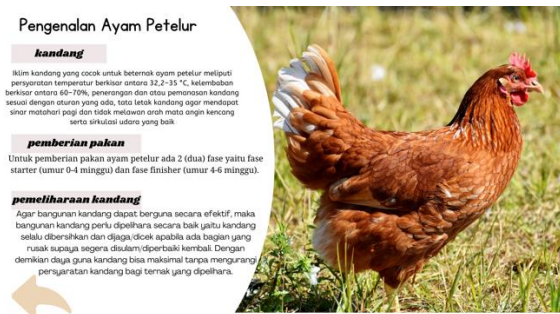 Pengenalan Ayam Petelur
kandang
Iklim kandang yang cocok untuk beternak ayam petelur meliputi
persyaratan temperatur berkisar antara 32,2–35 °C, kelembaban
berkisar antara 60–70%, penerangan dan atau pemanasan kandang
sesuai dengan aturan yang ada, tata letak kandang agar mendapat
sinar matahari pagi dan tidak melawan arah mata angin kencang
serta sirkulasi udara yang baik
pemberian pakan
Untuk pemberian pakan ayam petelur ada 2 (dua) fase yaitu fase
starter (umur 0-4 minggu) dan fase finisher (umur 4-6 minggu).
pemeliharaan kandang
Agar bangunan kandang dapat berguna secara efektif, maka
bangunan kandang perlu dipelihara secara baik yaitu kandang
selalu dibersihkan dan dijaga/dicek apabila ada bagian yang
rusak supaya segera disulam/diperbaiki kembali. Dengan
demikian daya guna kandang bisa maksimal tanpa mengurangi
persyaratan kandang bagi ternak yang dipelihara.